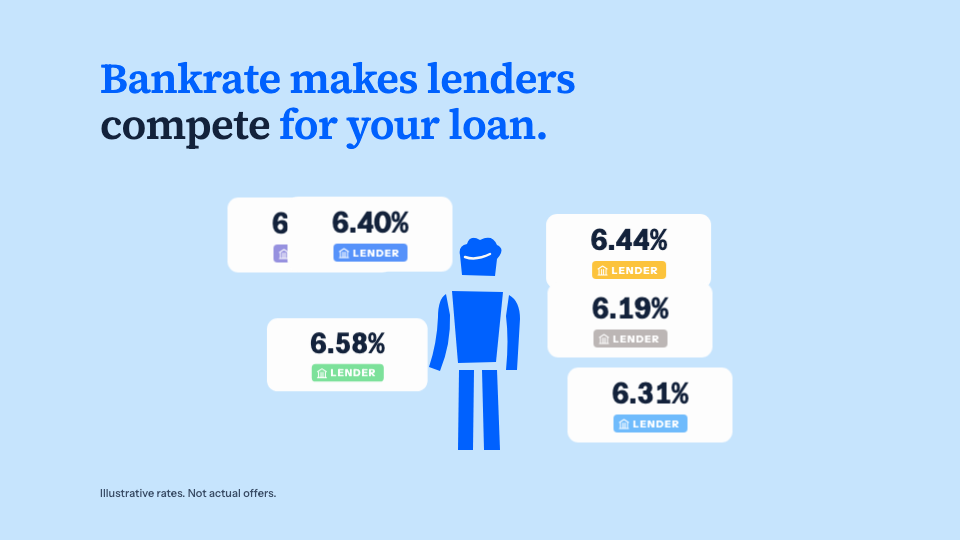 Bankrate makes lenders
compete for your loan.
6
6.40%
LENDER
6.44%
LENDER
6.19%
LENDER
6.58%
LENDER
6.31%
LENDER
Illustrative rates. Not actual offers.